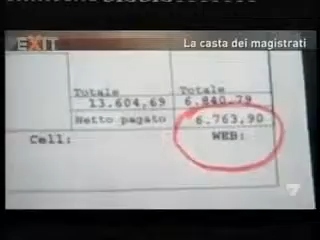 EXIT
La casta dei magistrati
Totale Totale
13.604,69 6.840,79
Netto pagato 6.763,90
Cell: WEB:
7